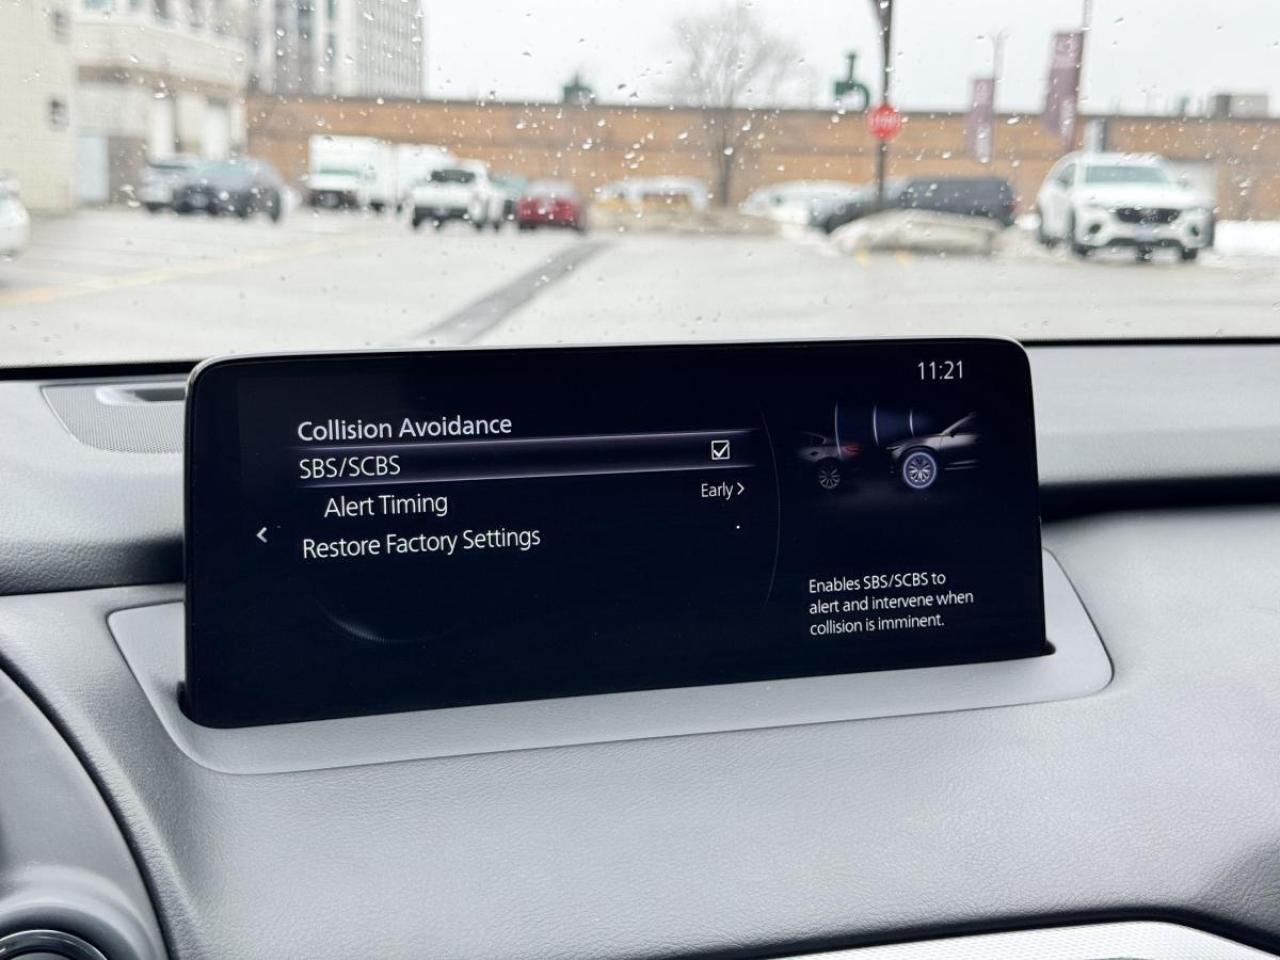 11:21
Collision Avoidance
SBS/SCBS
Alert Timing Early
Restore Factory Settings
Enables SBS/SCBS to
alert and intervene when
collision is imminent.